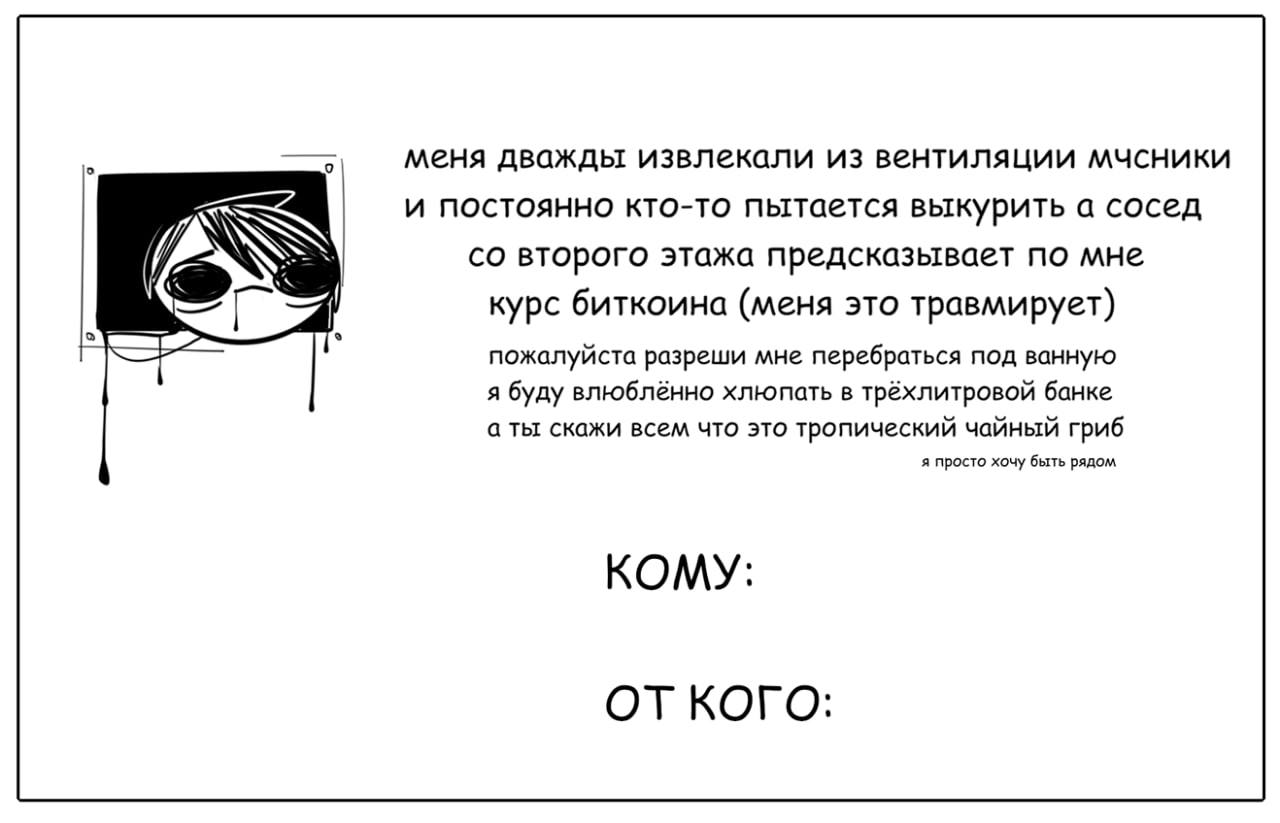 меня дважды извлекали из вентиляции мчсники
и постоянно кто-то пытается выкурить а сосед
со второго этажа предсказывает по мне
курс биткоина (меня это травмирует)
пожалуйста разреши мне перебраться под ванную
я буду влюблённо хлюпать в трёхлитровой банке
а ты скажи всем что это тропический чайный гриб
я просто хочу быть рядом
КОМУ:
ОТ КОГО: